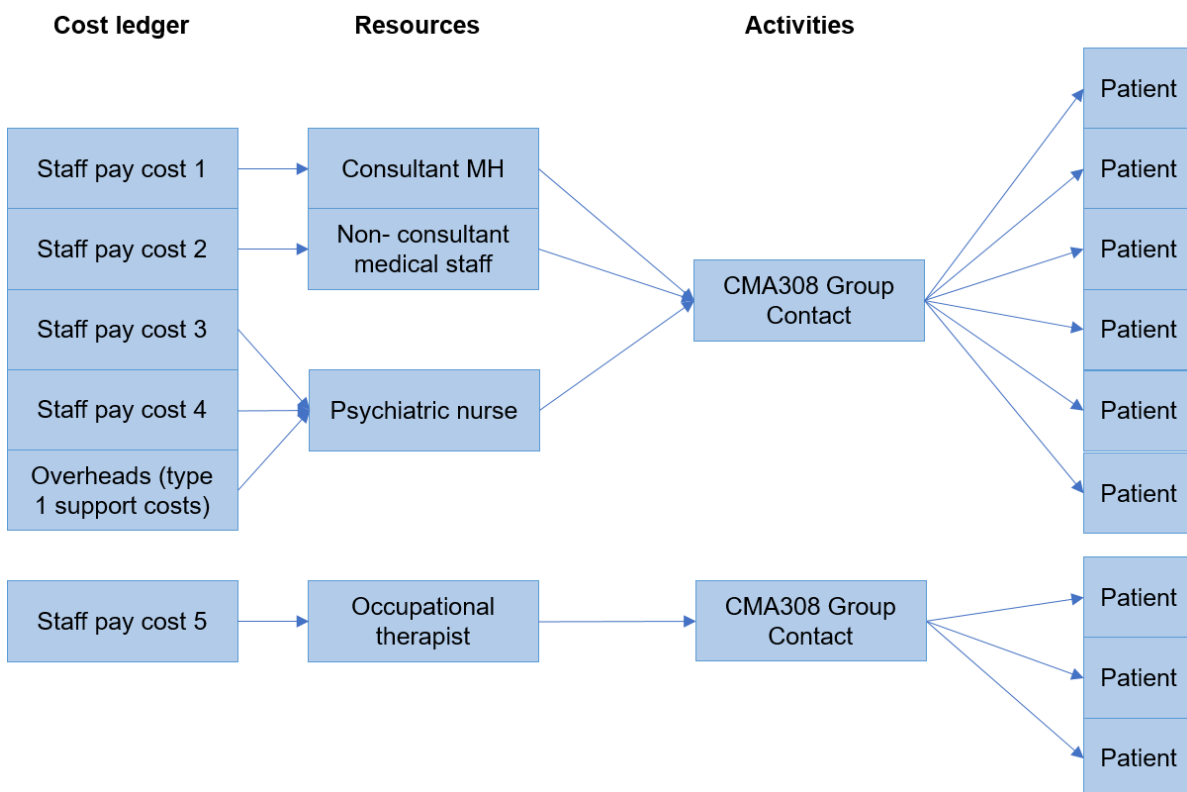 Cost ledger
Resources
Activities
Patient
Staff pay cost 1
Consultant MH
Patient
Staff pay cost 2
Non- consultant
medical staff
Patient
CMA308 Group
Contact
Staff pay cost 3
Patient
Staff pay cost 4
Psychiatric nurse
Patient
Overheads (type
1 support costs)
Patient
Staff pay cost 5
Occupational
therapist
CMA308 Group
Contact
Patient
Patient
Patient